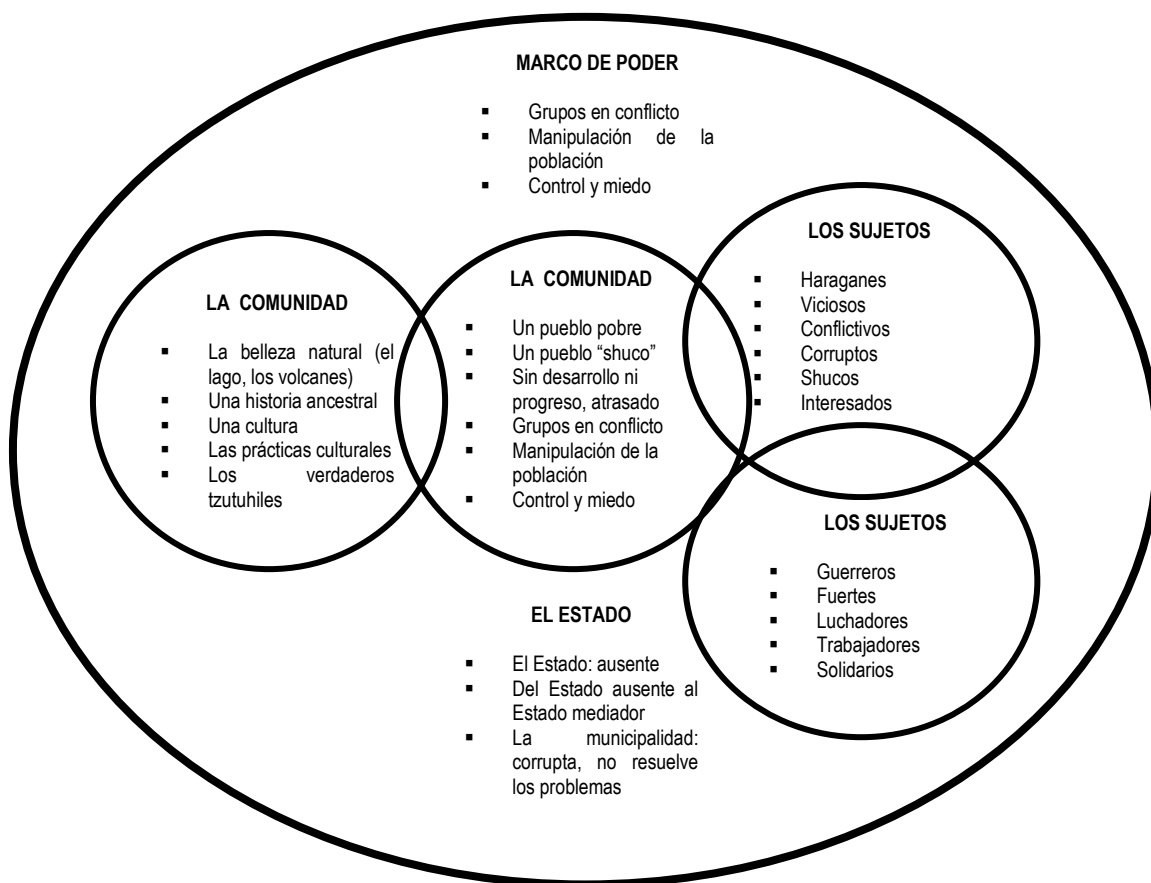 MARCO DE PODER
▪ Grupos en conflicto
▪ Manipulación de la
población
▪ Control y miedo
LA COMUNIDAD
▪ La belleza natural (el
lago, los volcanes)
▪ Una historia ancestral
▪ Una cultura
▪ Las prácticas culturales
▪ Los verdaderos
tzutuhiles
LA COMUNIDAD
▪ Un pueblo pobre
▪ Un pueblo “shuco”
▪ Sin desarrollo ni
progreso, atrasado
▪ Grupos en conflicto
▪ Manipulación de la
población
▪ Control y miedo
LOS SUJETOS
▪ Haraganes
▪ Viciosos
▪ Conflictivos
▪ Corruptos
▪ Shucos
▪ Interesados
LOS SUJETOS
▪ Guerreros
▪ Fuertes
▪ Luchadores
▪ Trabajadores
▪ Solidarios
EL ESTADO
▪ El Estado: ausente
▪ Del Estado ausente al
Estado mediador
▪ La municipalidad:
corrupta, no resuelve
los problemas